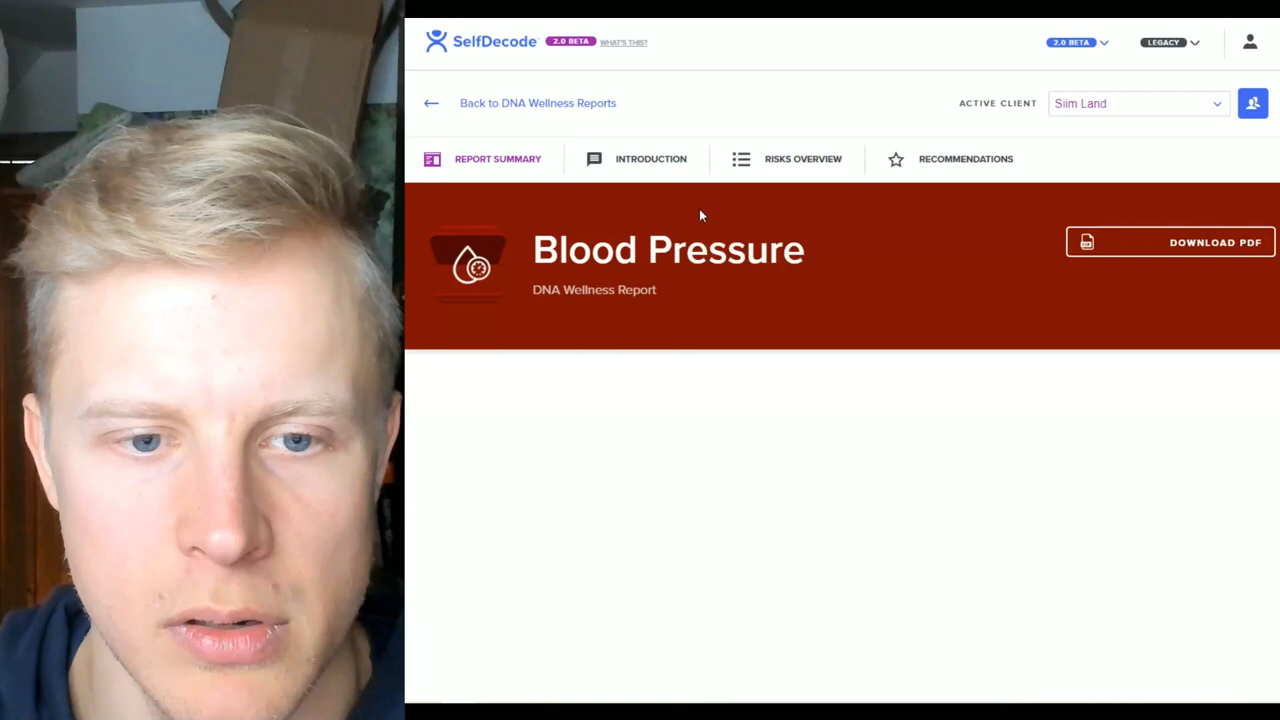 SelfDecode 2.0 BETA WHAT'S THIS? 2.0 BETA LEGACY
Back to DNA Wellness Reports ACTIVE CLIENT Siim Land
REPORT SUMMARY INTRODUCTION RISKS OVERVIEW RECOMMENDATIONS
Blood Pressure
DOWNLOAD PDF
DNA Wellness Report